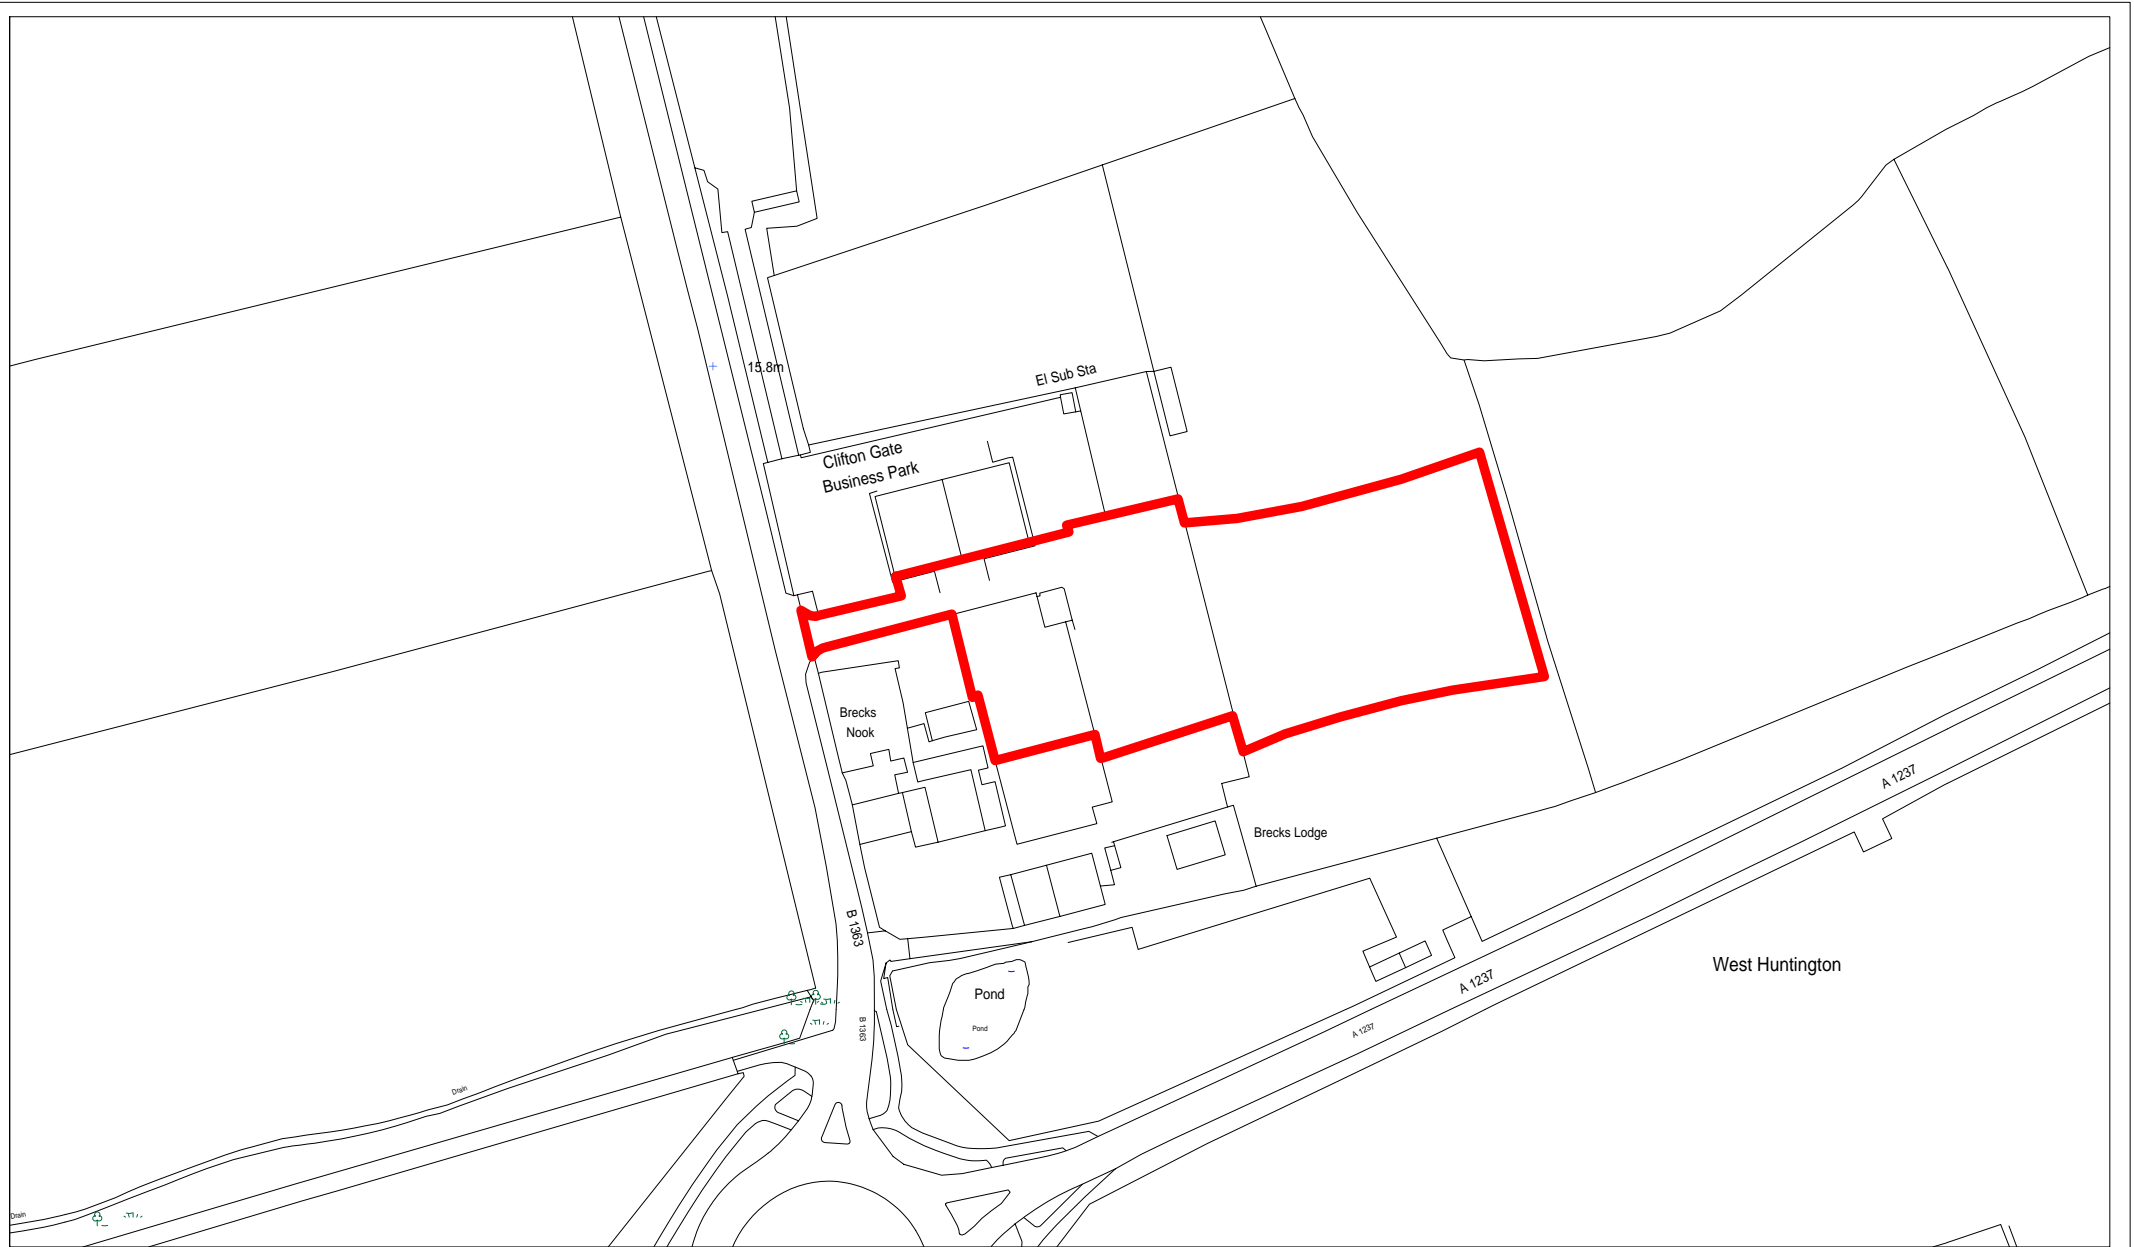 15.8m
El Sub Sta
Clifton Gate
Business Park
Brecks
Nook
A 1237
Brecks Lodge
B 1363
West Huntington
A 1237
Pond
Pond
B 1363
A 1237
Drain
Drain